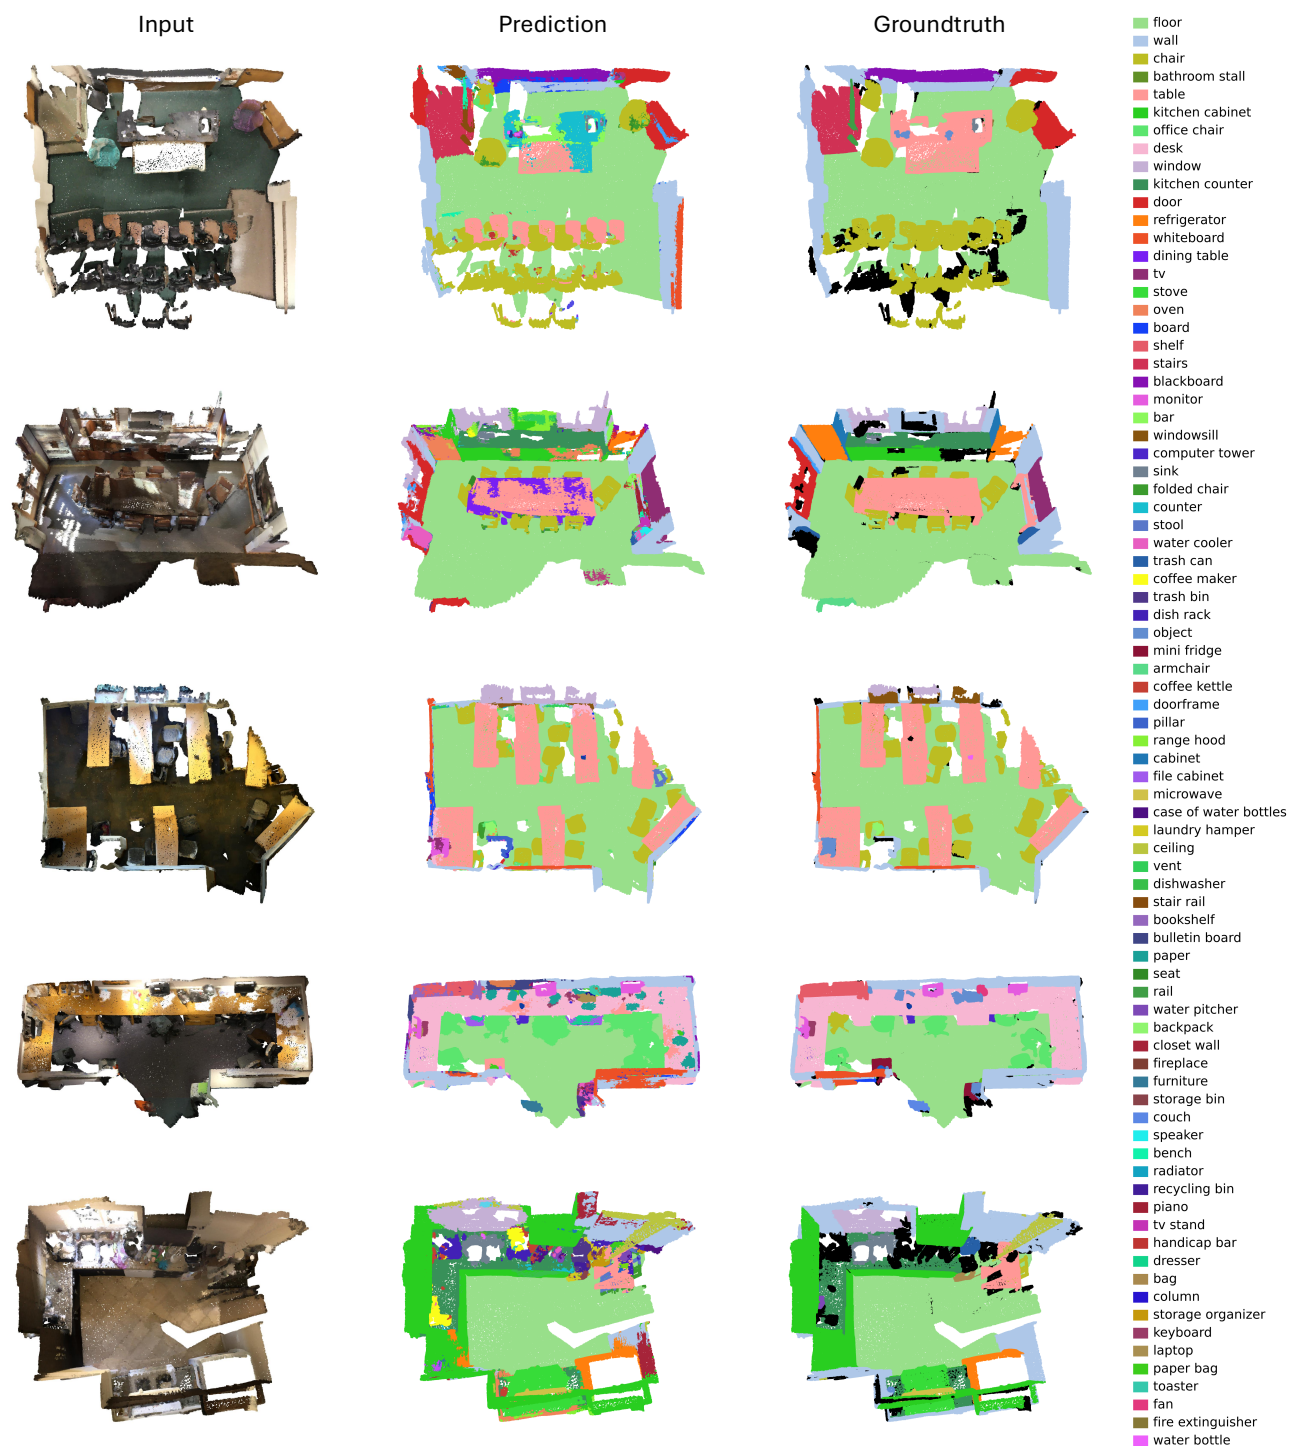 Input
Prediction
Groundtruth
floor
wall
chair
bathroom stall
table
kitchen cabinet
office chair
desk
window
kitchen counter
door
refrigerator
whiteboard
dining table
tv
stove
oven
board
shelf
stairs
blackboard
monitor
bar
windowsill
computer tower
sink
folded chair
counter
stool
water cooler
trash can
coffee maker
trash bin
dish rack
object
mini fridge
armchair
coffee kettle
doorframe
pillar
range hood
cabinet
file cabinet
microwave
case of water bottles
laundry hamper
ceiling
vent
dishwasher
stair rail
bookshelf
bulletin board
paper
seat
rail
water pitcher
backpack
closet wall
fireplace
furniture
storage bin
couch
speaker
bench
radiator
recycling bin
piano
tv stand
handicap bar
dresser
bag
column
storage organizer
keyboard
laptop
paper bag
toaster
fan
fire extinguisher
water bottle